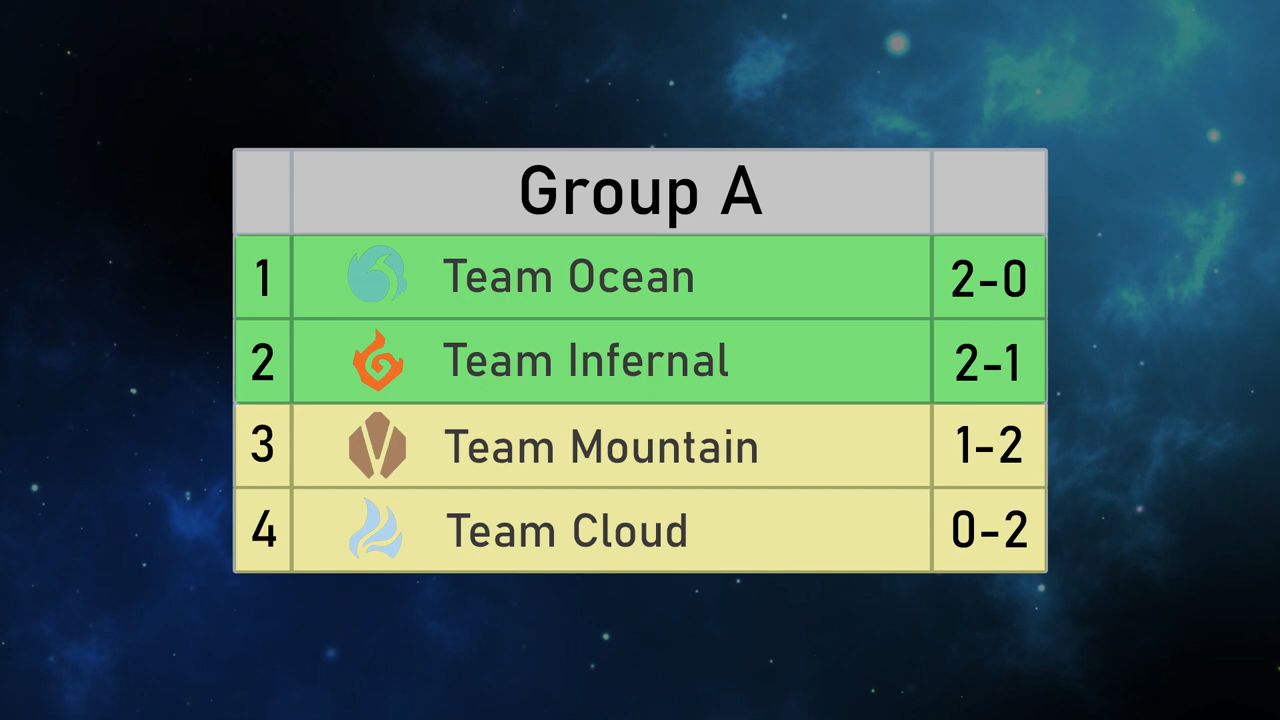 Group A
1 Team Ocean 2-0
2 Team Infernal 2-1
3 Team Mountain 1-2
4 Team Cloud 0-2